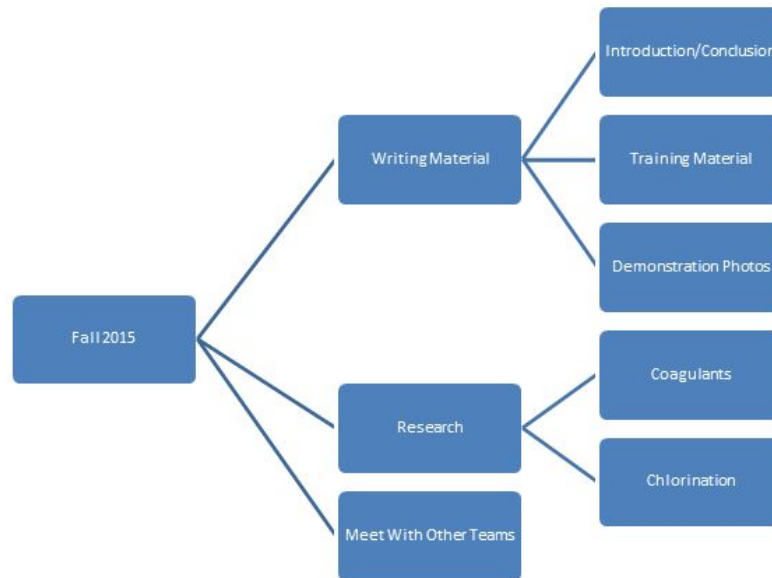 Introduction/Conclusion
Writing Material
Training Material
Demonstration Photos
Fall 2015
Coagulants
Research
Chlorination
Meet With Other Teams